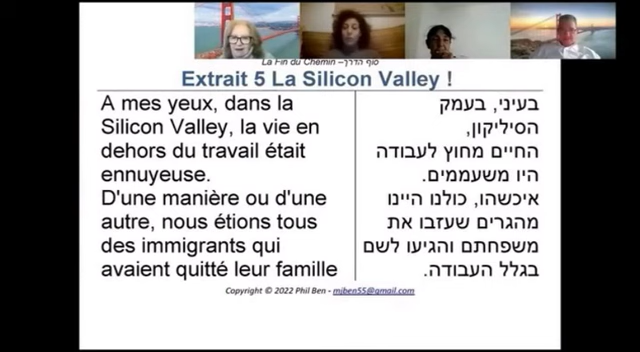 La Fin du Chemin –סוף הדרך
Extrait 5 La Silicon Valley !
A mes yeux, dans la
Silicon Valley, la vie en
dehors du travail était
ennuyeuse.
D'une manière ou d'une
autre, nous étions tous
des immigrants qui
avaient quitté leur famille
בעיני, בעמק
הסיליקון,
החיים מחוץ לעבודה
היו משעממים.
איכשהו, כולנו היינו
מהגרים שעזבו את
משפחתם והגיעו לשם
בגלל העבודה.
Copyright © 2022 Phil Ben - mjben55@gmail.com